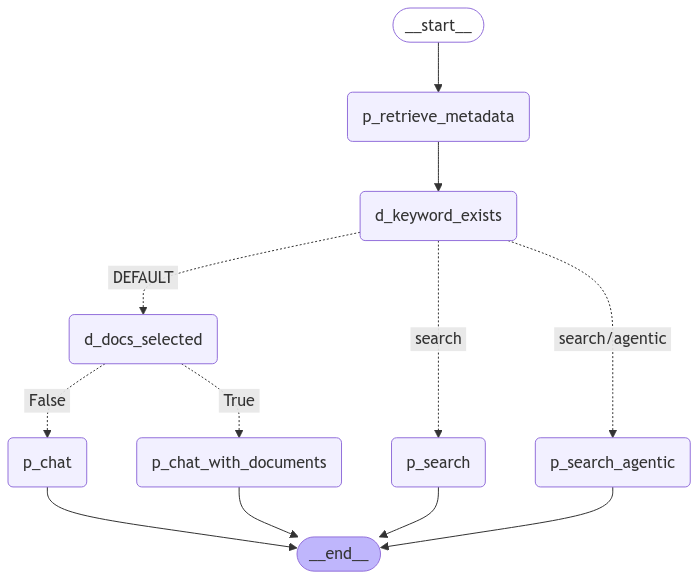 __start__
p_retrieve_metadata
d_keyword_exists
DEFAULT
d_docs_selected
search
search/agentic
False
True
p_chat
p_chat_with_documents
p_search
p_search_agentic
__end__